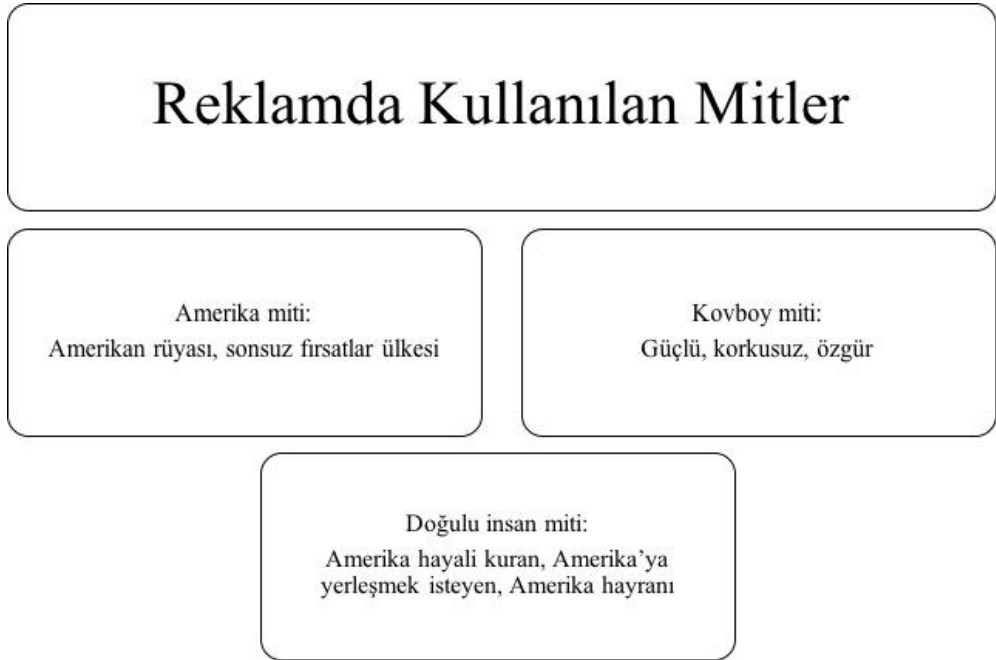 Reklamda Kullanılan Mitler
Amerika miti:
Amerikan rüyası, sonsuz fırsatlar ülkesi
Kovboy miti:
Güçlü, korkusuz, özgür
Doğulu insan miti:
Amerika hayali kuran, Amerika’ya
yerleşmek isteyen, Amerika hayranı